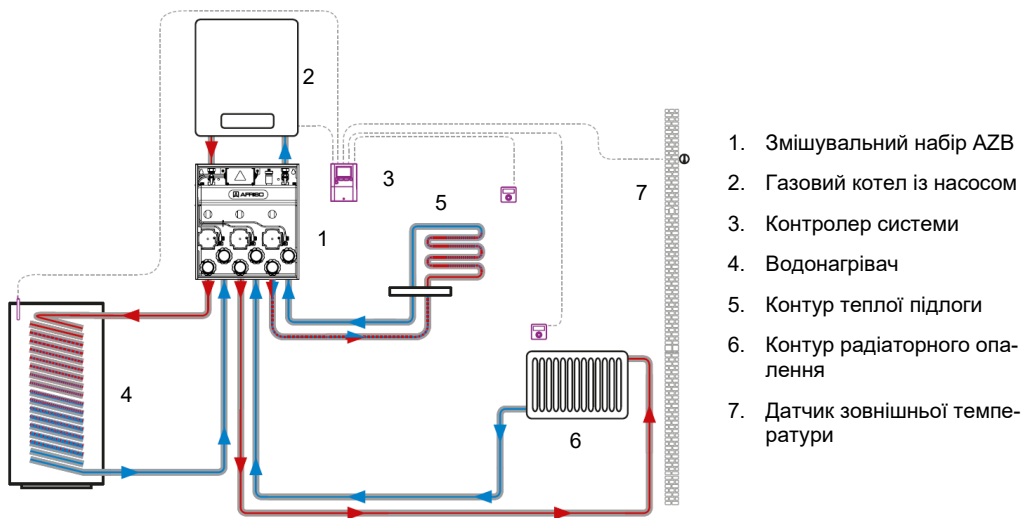 2
AFRISO
3
1
5
7
4
6
1. Змішувальний набір AZB
2. Газовий котел із насосом
3. Контролер системи
4. Водонагрівач
5. Контур теплої підлоги
6. Контур радіаторного опа-
лення
7. Датчик зовнішньої темпе-
ратури